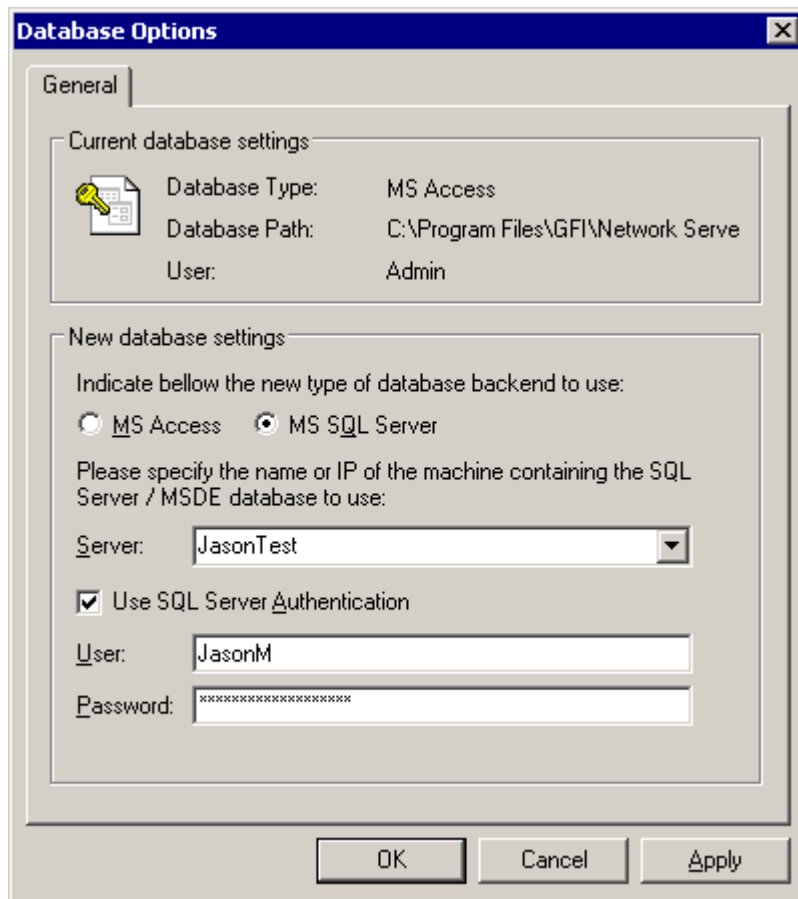 Database Options
General
Current database settings
Database Type: MS Access
Database Path: C:\Program Files\GFI\Network Serve
User: Admin
New database settings
Indicate bellow the new type of database backend to use:
MS Access MS SQL Server
Please specify the name or IP of the machine containing the SQL
Server / MSDE database to use:
Server: JasonTest
Use SQL Server Authentication
User: JasonM
Password: *******************
OK Cancel Apply